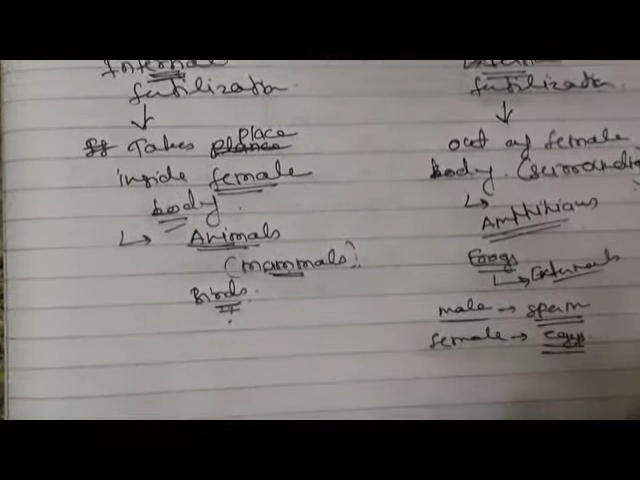 Internal
fertilization.
Takes place
inside female
body.
Animals
(mammals)
Birds.
External
fertilization.
out of female
body.
Amphibians
Frogs
External
male → sperm
female → eggs.